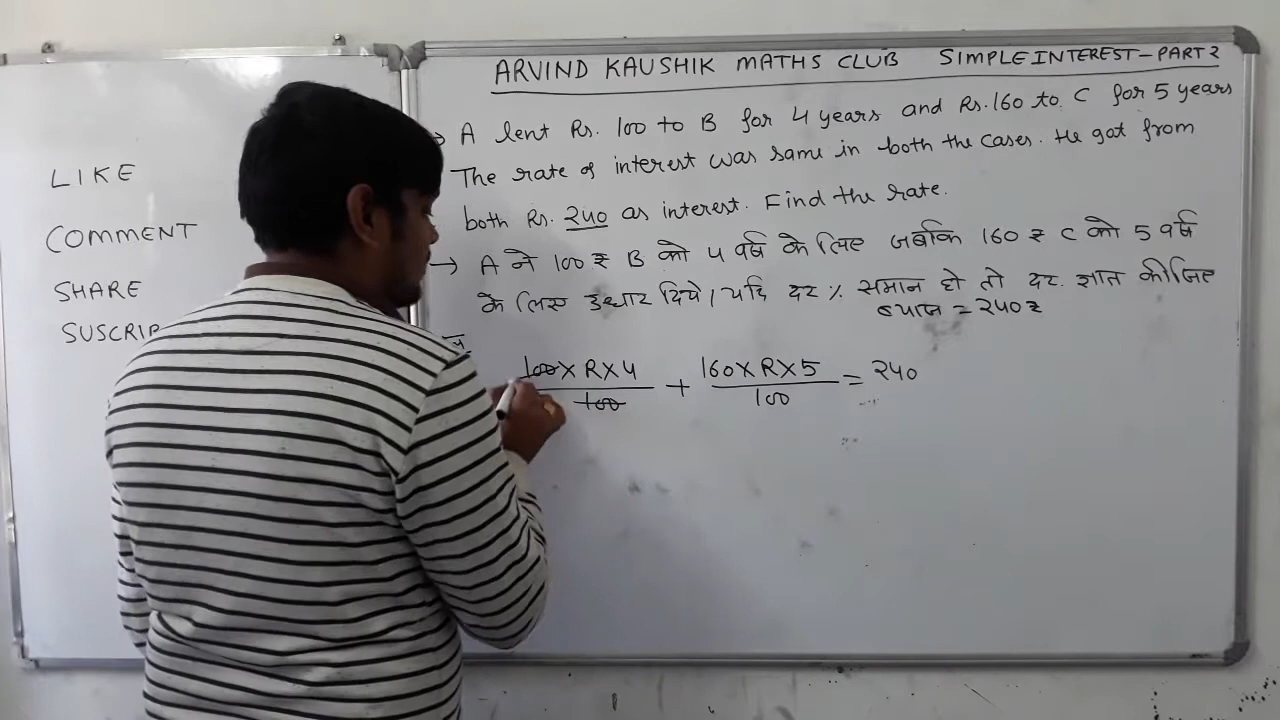 LIKE
COMMENT
SHARE
SUSCRIB
ARVIND KAUSHIK MATHS CLUB SIMPLE INTEREST - PART 2
A lent Rs. 100 to B for 4 years and Rs. 160 to C for 5 years
The rate of interest was same in both the cases. He got from
both Rs. 240 as interest. Find the rate.
→ A ने 100 ₹ B को 4 वर्ष के लिए जबकि 160 ₹ C को 5 वर्ष
के लिए उधार दिये। यदि दर % समान हो तो दर ज्ञात कीजिए
ब्याज = 240 ₹
100 × R × 4 / 100 + 160 × R × 5 / 100 = 240